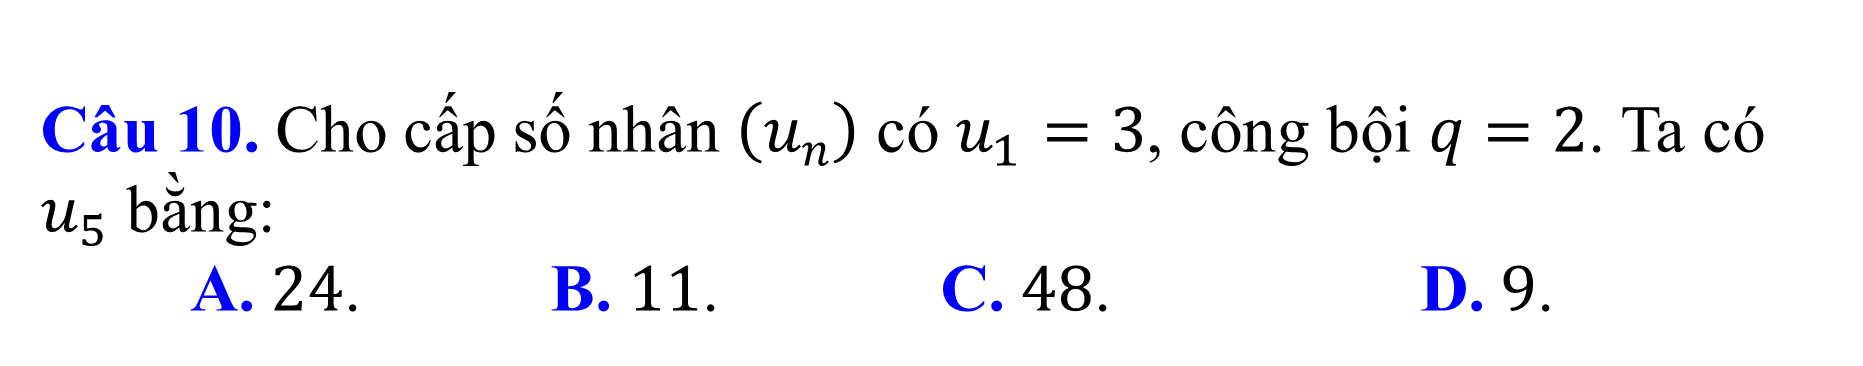 Câu 10. Cho cấp số nhân (uₙ) có u₁ = 3, công bội q = 2. Ta có
u₅ bằng:
A. 24. B. 11. C. 48. D. 9.